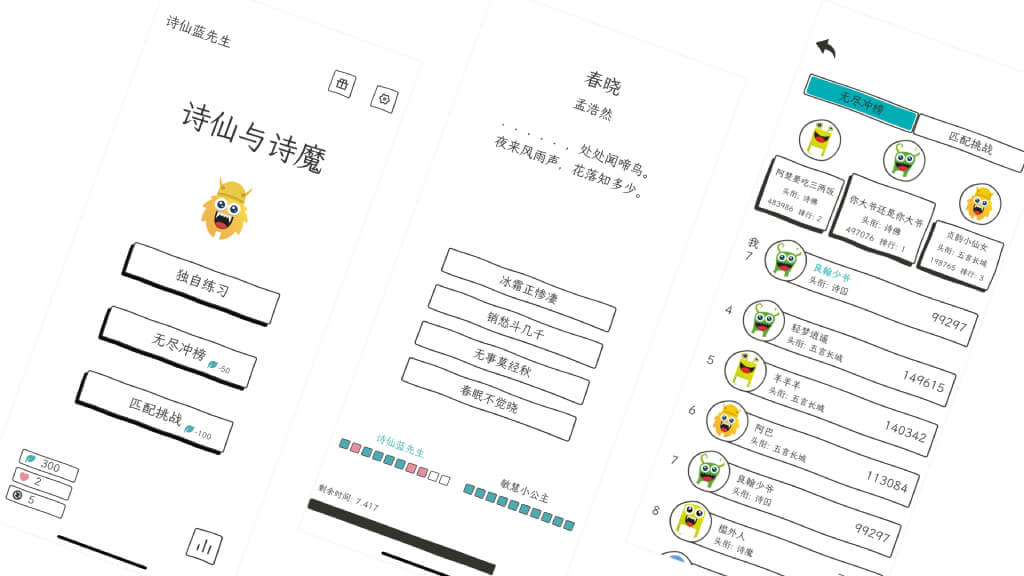 诗仙蓝先生
诗仙与诗魔
独自练习
无尽冲榜
-50
匹配挑战
-100
300
2
5
春晓
孟浩然
. . . . . ，处处闻啼鸟。
夜来风雨声，花落知多少。
冰霜正惨凄
销愁斗几千
无事莫经秋
春眠不觉晓
诗仙蓝先生
敏慧小公主
剩余时间: 7.417
无尽冲榜
匹配挑战
阿楚要吃三两饭
头衔: 诗佛
483986 排行: 2
你大爷还是你大爷
头衔: 诗佛
497076 排行: 1
贞韵小仙女
头衔: 五言长城
198765 排行: 3
我
7
良翰少爷
头衔: 诗囚
99297
4
轻梦逍遥
头衔: 五言长城
149615
5
羊羊羊
头衔: 五言长城
140342
6
阿巴
头衔: 五言长城
113084
7
良翰少爷
头衔: 诗囚
99297
8
槛外人
头衔: 诗魔